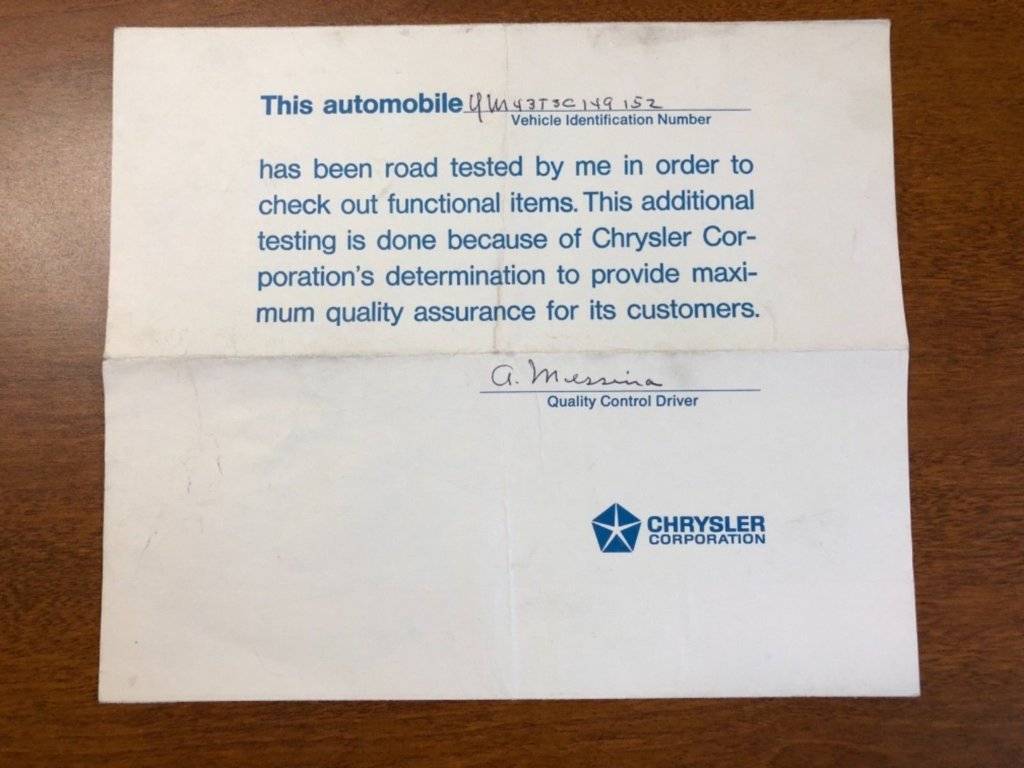 This automobile YM43T3C149152
Vehicle Identification Number
has been road tested by me in order to
check out functional items. This additional
testing is done because of Chrysler Cor-
poration's determination to provide maxi-
mum quality assurance for its customers.
A. Messina
Quality Control Driver
CHRYSLER
CORPORATION